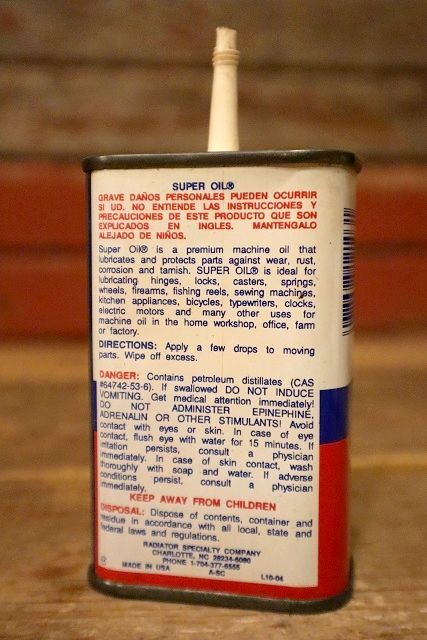 SUPER OIL®
GRAVE DAÑOS PERSONALES PUEDEN OCURRIR
SI UD. NO ENTIENDE LAS INSTRUCCIONES Y
PRECAUCIONES DE ESTE PRODUCTO QUE SON
EXPLICADOS EN INGLES. MANTENGALO
ALEJADO DE NIÑOS.
Super Oil® is a premium machine oil that
lubricates and protects parts against wear, rust,
corrosion and tarnish. SUPER OIL® is ideal for
lubricating hinges, locks, casters, springs,
wheels, firearms, fishing reels, sewing machines,
kitchen appliances, bicycles, typewriters, clocks,
electric motors and many other uses for
machine oil in the home workshop, office, farm
or factory.
DIRECTIONS: Apply a few drops to moving
parts. Wipe off excess.
DANGER: Contains petroleum distillates (CAS
#64742-53-6). If swallowed DO NOT INDUCE
VOMITING. Get medical attention immediately!
DO NOT ADMINISTER EPINEPHINE,
ADRENALIN OR OTHER STIMULANTS! Avoid
contact with eyes or skin. In case of eye
contact, flush eye with water for 15 minutes. If
irritation persists, consult a physician
immediately. In case of skin contact, wash
thoroughly with soap and water. If adverse
conditions persist, consult a physician
immediately.
KEEP AWAY FROM CHILDREN
DISPOSAL: Dispose of contents, container and
residue in accordance with all local, state and
federal laws and regulations.
RADIATOR SPECIALTY COMPANY
CHARLOTTE, NC 28234-6080
PHONE 1-704-377-6555
MADE IN USA A-SC L10-04